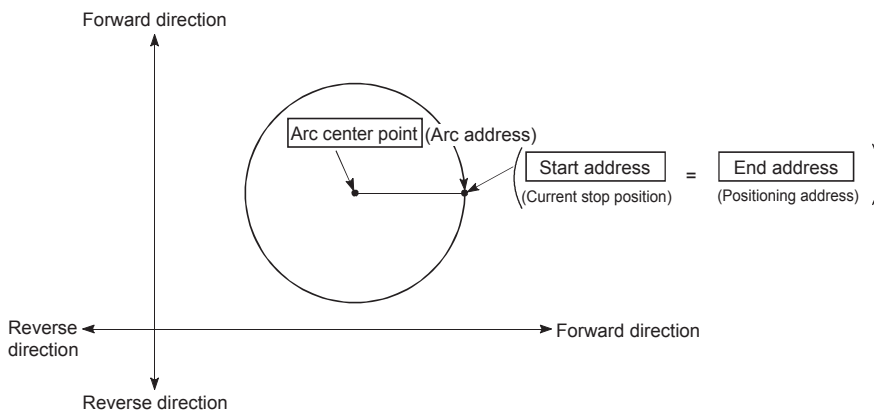 Forward direction
Arc center point (Arc address)
( Start address = End address )
(Current stop position) (Positioning address)
Reverse
direction
Forward direction
Reverse direction